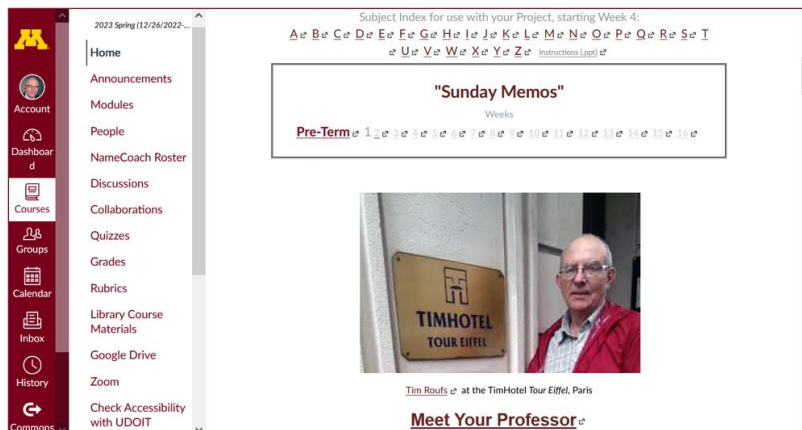 2023 Spring (12/26/2022-...
Home
Announcements
Modules
People
NameCoach Roster
Discussions
Collaborations
Quizzes
Grades
Rubrics
Library Course
Materials
Google Drive
Zoom
Check Accessibility
with UDOIT
M
Account
Dashboar
d
Courses
Groups
Calendar
Inbox
History
Commons
Subject Index for use with your Project, starting Week 4:
A B C D E F G H I J K L M N O P Q R S T
U V W X Y Z Instructions (.ppt)
"Sunday Memos"
Weeks
Pre-Term 1 2 3 4 5 6 7 8 9 10 11 12 13 14 15 16
TIMHOTEL
TOUR EIFFEL
Tim Roufs at the TimHotel Tour Eiffel, Paris
Meet Your Professor